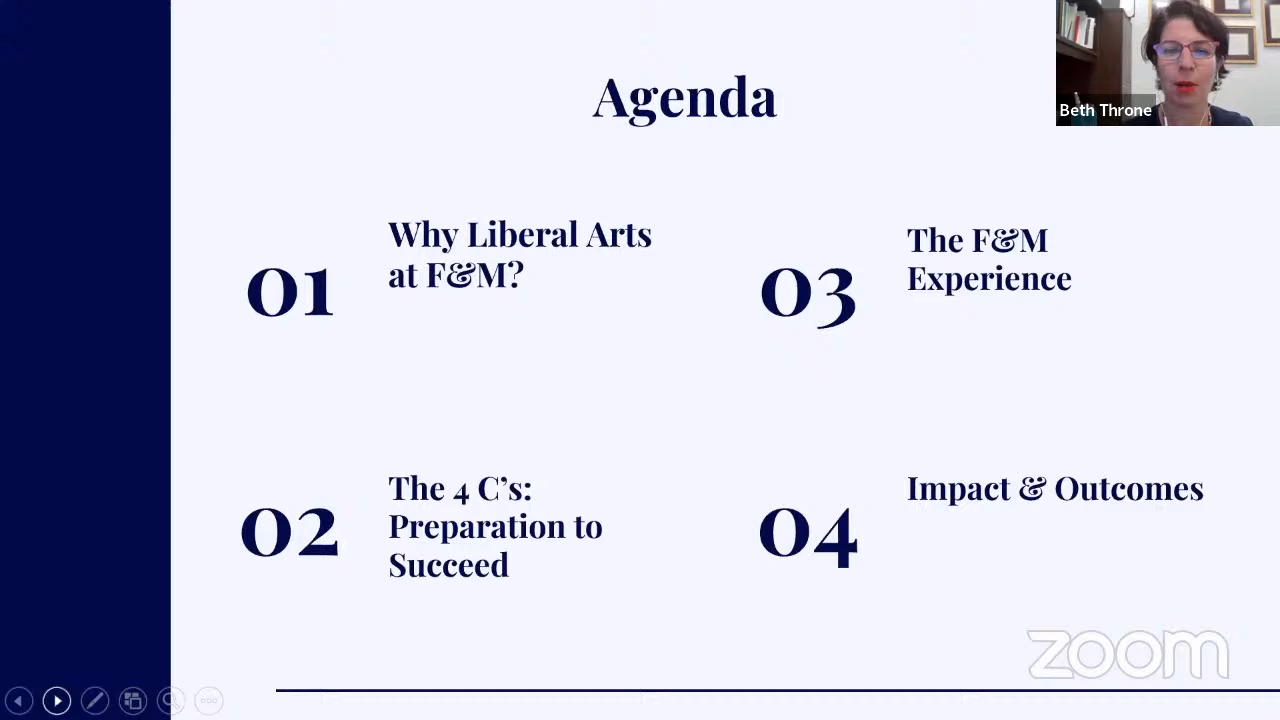 Agenda
Beth Throne
01
Why Liberal Arts
at F&M?
02
The 4 C's:
Preparation to
Succeed
03
The F&M
Experience
04
Impact & Outcomes
zoom